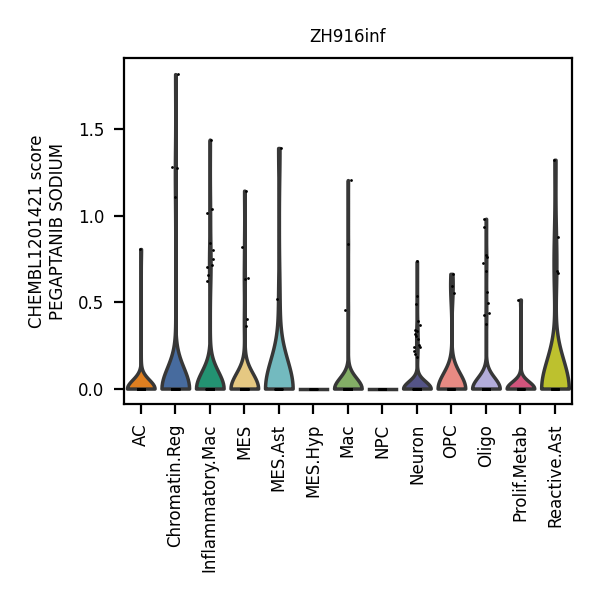 ZH916inf
CHEMBL1201421 score
PEGAPTANIB SODIUM
1.5
1.0
0.5
0.0
AC
Chromatin.Reg
Inflammatory.Mac
MES
MES.Ast
MES.Hyp
Mac
NPC
Neuron
OPC
Oligo
Prolif.Metab
Reactive.Ast